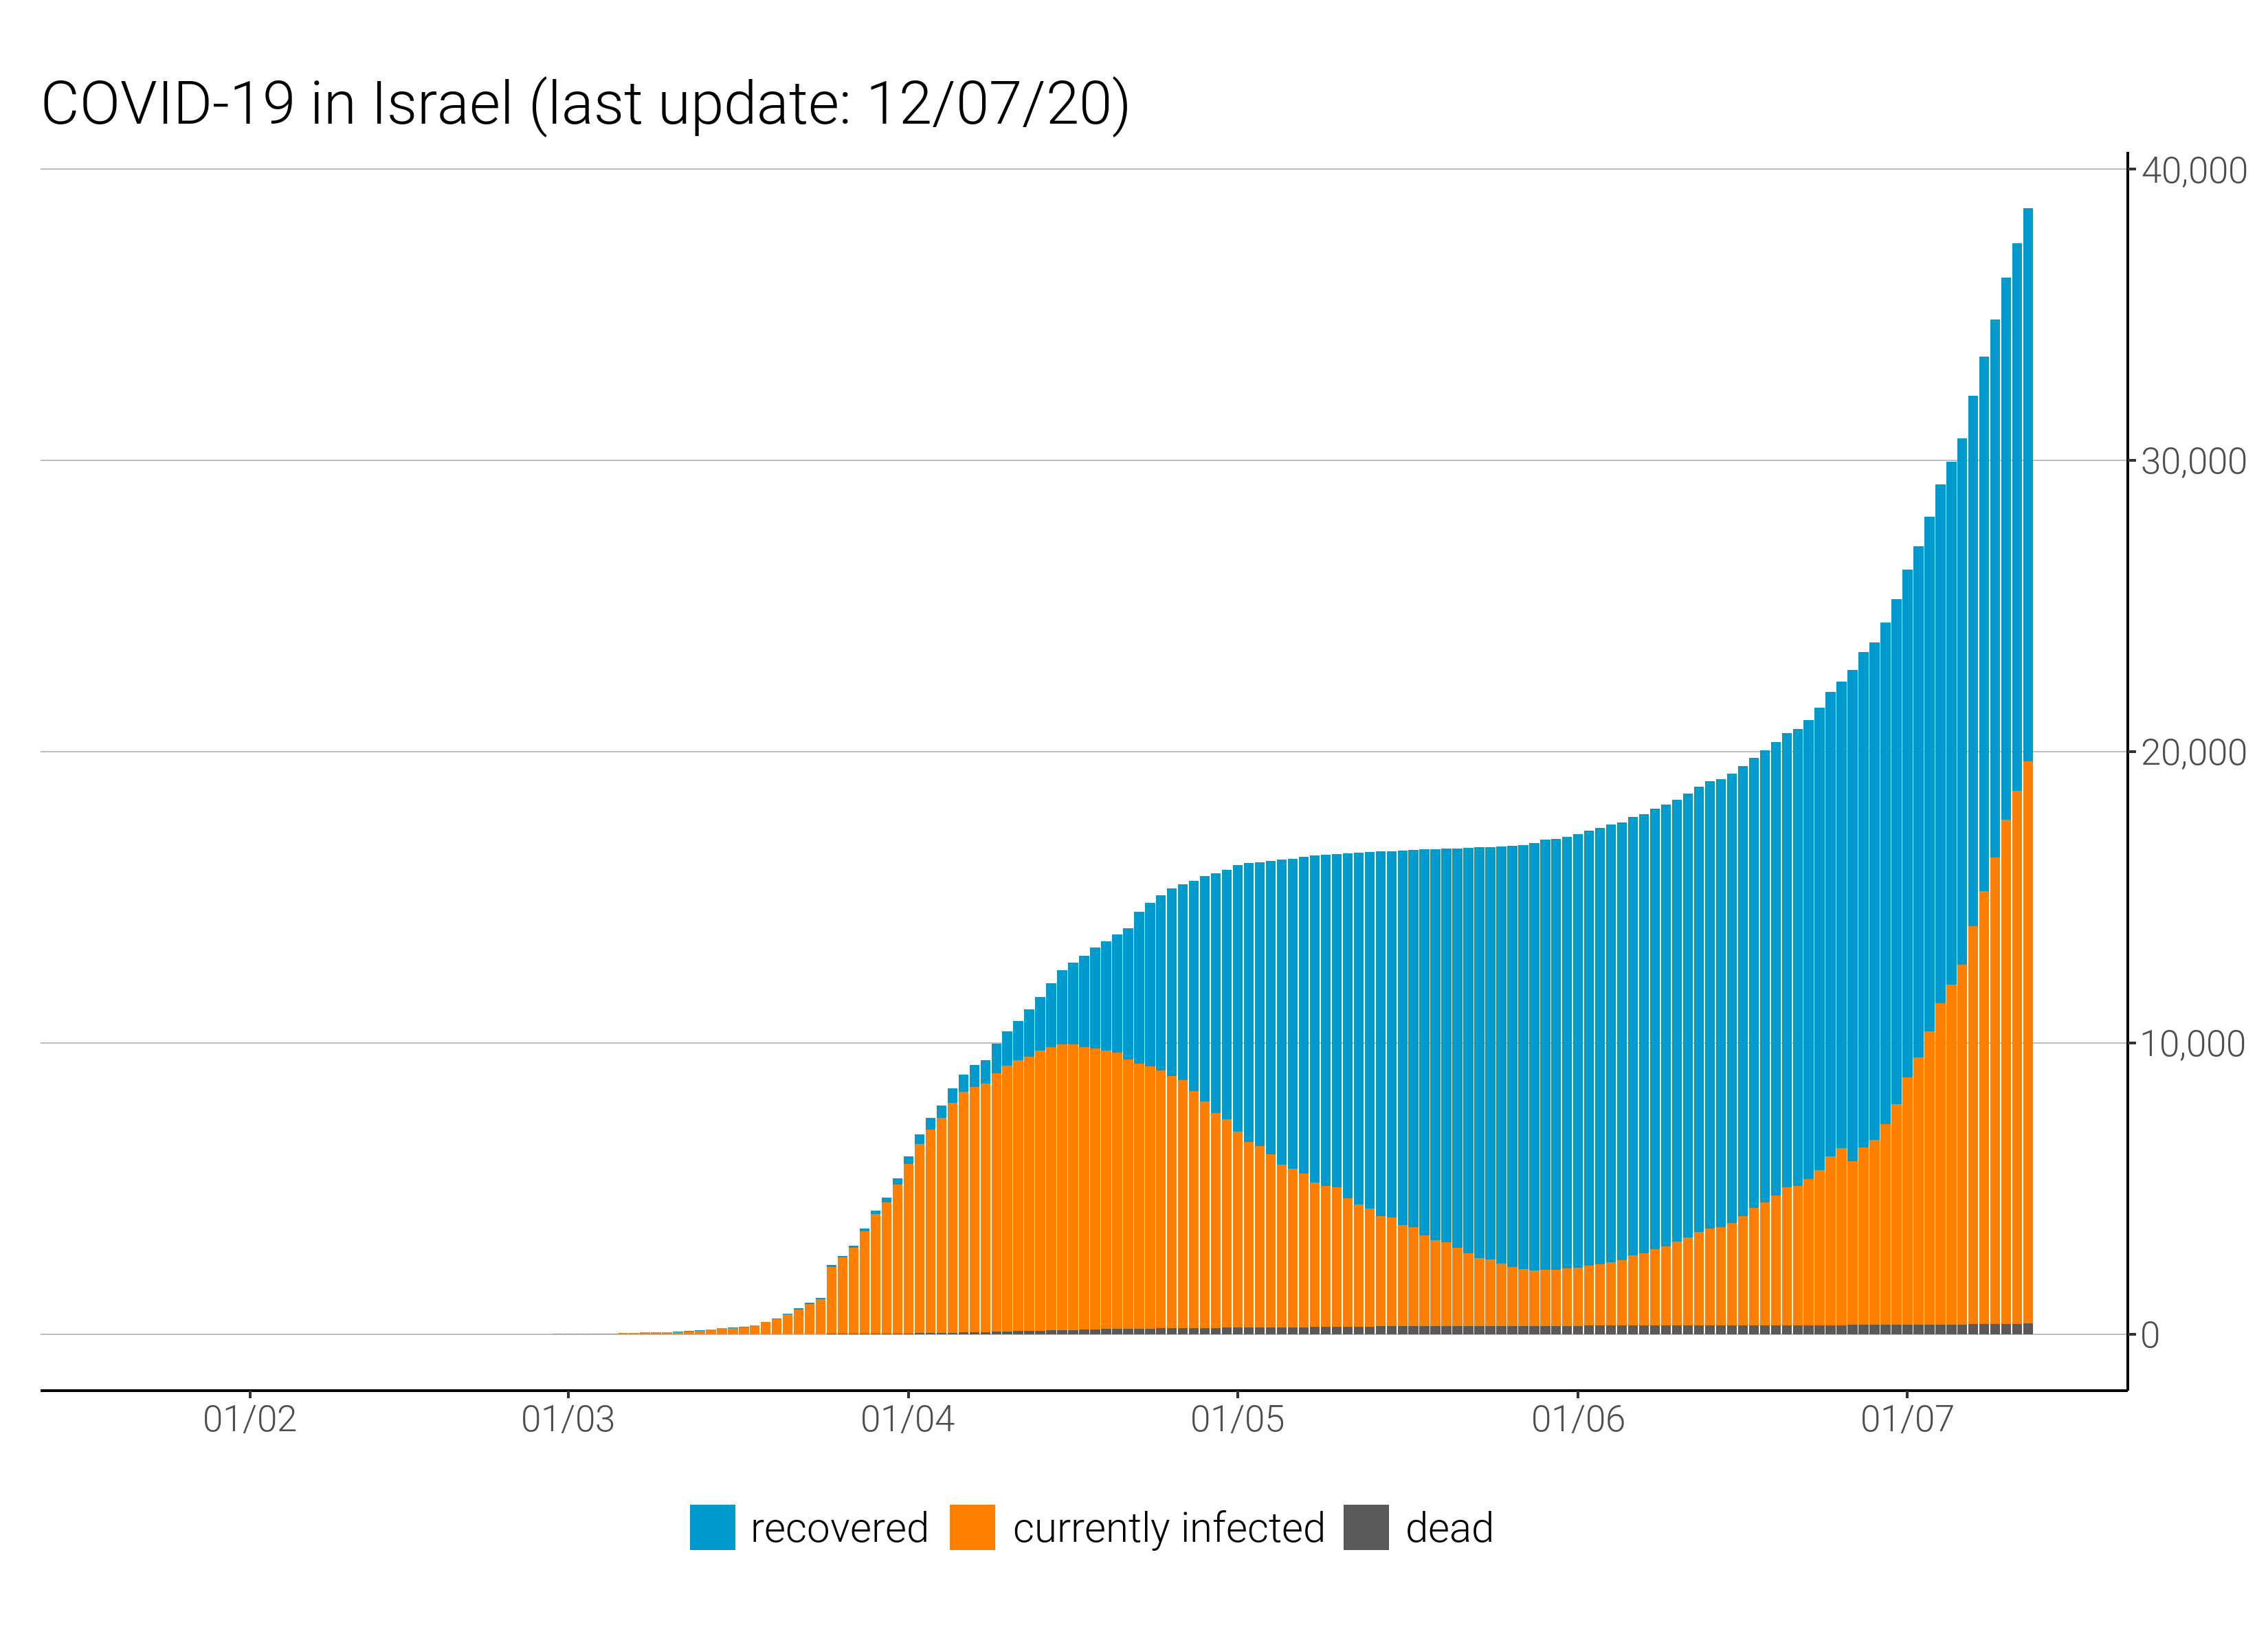 COVID-19 in Israel (last update: 12/07/20)
40,000
30,000
20,000
10,000
0
01/02 01/03 01/04 01/05 01/06 01/07
recovered currently infected dead